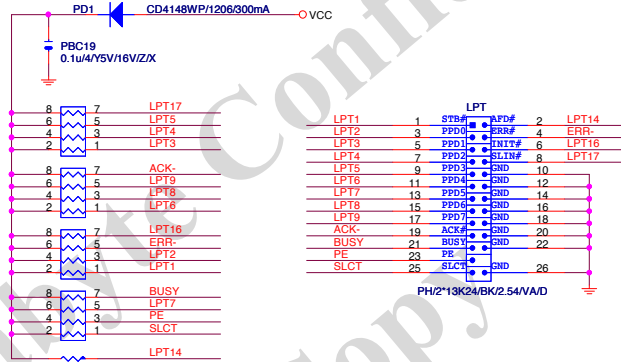 PD1 CD4148WP/1206/300mA VCC
PBC19
0.1u/4/Y5V/16V/Z/X
8 7 LPT17
6 5 LPT5
4 3 LPT4
2 1 LPT3
8 7 ACK-
6 5 LPT9
4 3 LPT8
2 1 LPT6
8 7 LPT16
6 5 ERR-
4 3 LPT2
2 1 LPT1
8 7 BUSY
6 5 LPT7
4 3 PE
2 1 SLCT
LPT14
LPT
LPT1 1 STB# AFD# 2 LPT14
LPT2 3 PPD0 ERR# 4 ERR-
LPT3 5 PPD1 INIT# 6 LPT16
LPT4 7 PPD2 SLIN# 8 LPT17
LPT5 9 PPD3 GND 10
LPT6 11 PPD4 GND 12
LPT7 13 PPD5 GND 14
LPT8 15 PPD6 GND 16
LPT9 17 PPD7 GND 18
ACK- 19 ACK# GND 20
BUSY 21 BUSY GND 22
PE 23 PE
SLCT 25 SLCT GND 26
PH/2*13K24/BK/2.54/VA/D
Copy